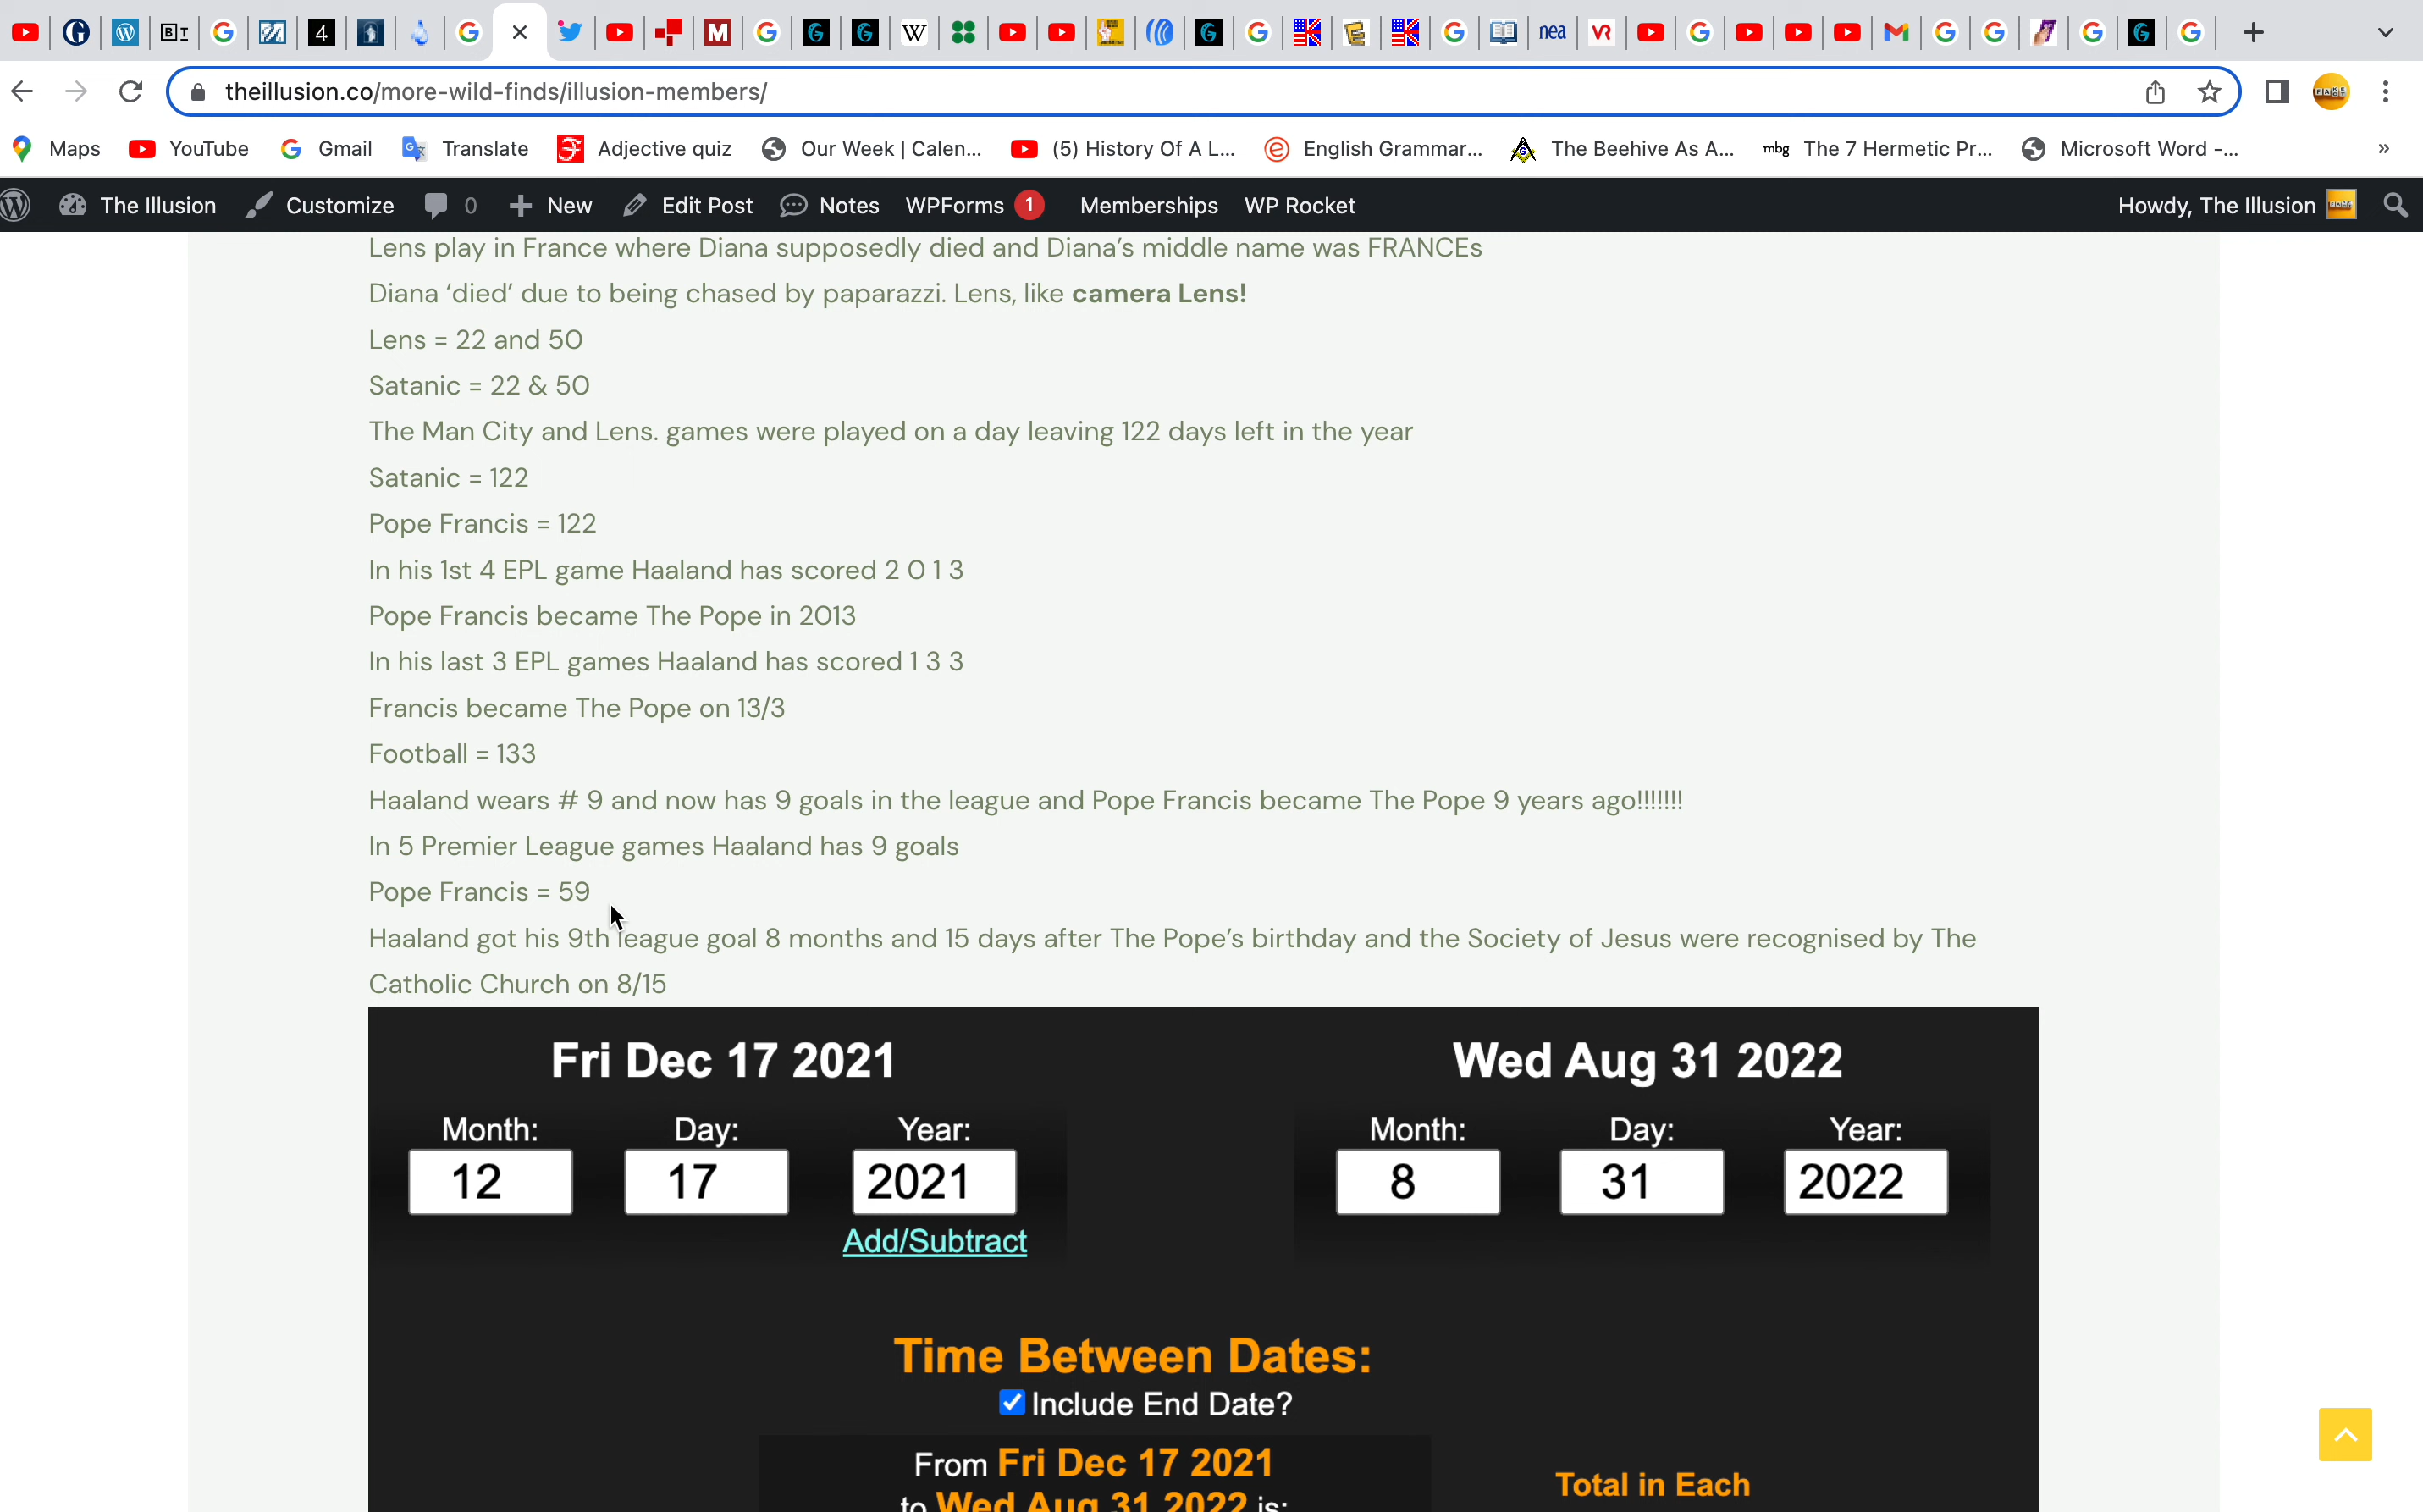 theillusion.co/more-wild-finds/illusion-members/
Maps YouTube Gmail Translate Adjective quiz Our Week | Calen... (5) History Of A L... English Grammar... The Beehive As A... mbg The 7 Hermetic Pr... Microsoft Word -... »
The Illusion Customize 0 New Edit Post Notes WPForms 1 Memberships WP Rocket Howdy, The Illusion
Lens play in France where Diana supposedly died and Diana’s middle name was FRANCEs
Diana ‘died’ due to being chased by paparazzi. Lens, like camera Lens!
Lens = 22 and 50
Satanic = 22 & 50
The Man City and Lens. games were played on a day leaving 122 days left in the year
Satanic = 122
Pope Francis = 122
In his 1st 4 EPL game Haaland has scored 2 0 1 3
Pope Francis became The Pope in 2013
In his last 3 EPL games Haaland has scored 1 3 3
Francis became The Pope on 13/3
Football = 133
Haaland wears # 9 and now has 9 goals in the league and Pope Francis became The Pope 9 years ago!!!!!!!
In 5 Premier League games Haaland has 9 goals
Pope Francis = 59
Haaland got his 9th league goal 8 months and 15 days after The Pope’s birthday and the Society of Jesus were recognised by The
Catholic Church on 8/15
Fri Dec 17 2021 Wed Aug 31 2022
Month: Day: Year: Month: Day: Year:
12 17 2021 8 31 2022
Add/Subtract
Time Between Dates:
Include End Date?
From Fri Dec 17 2021
Total in Each
to Wed Aug 31 2022 is: